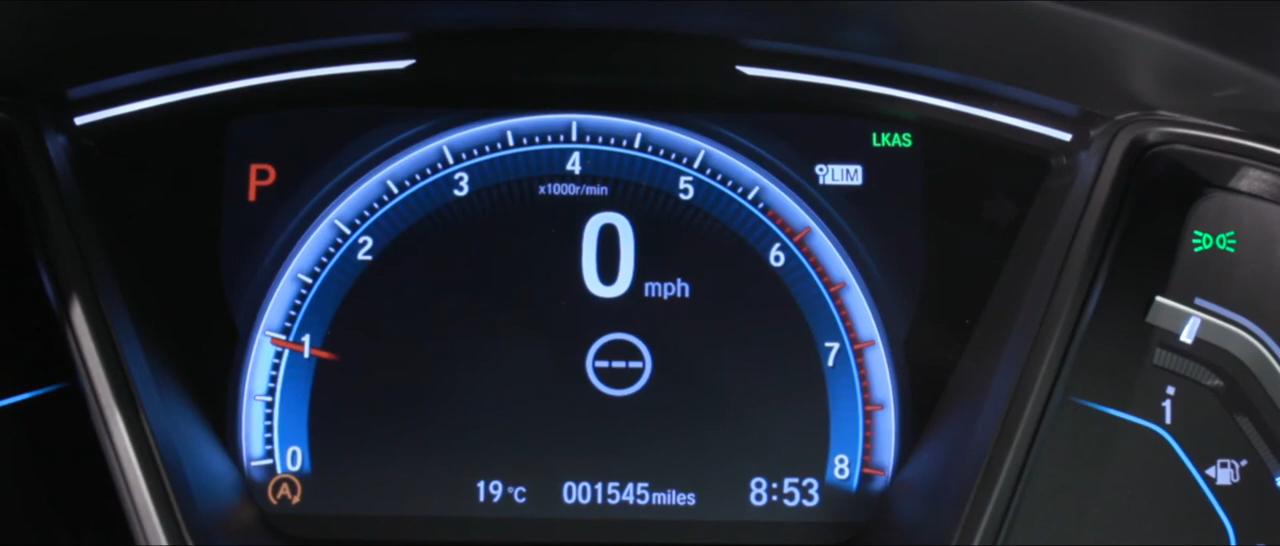 LKAS
P
LIM
4
x1000r/min
3
5
2
6
0
mph
1
7
---
0
8
A
19°C
001545miles
8:53
1